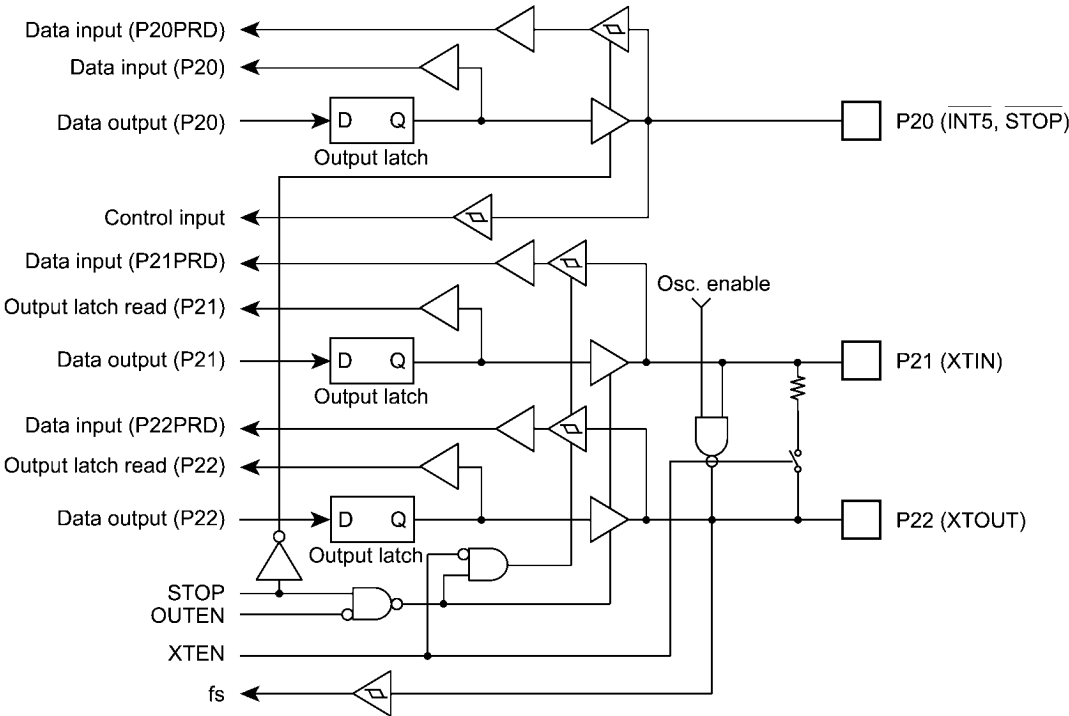 Data input (P20PRD)
Data input (P20)
Data output (P20)
D Q
Output latch
P20 (INT5, STOP)
Control input
Data input (P21PRD)
Osc. enable
Output latch read (P21)
Data output (P21)
D Q
Output latch
P21 (XTIN)
Data input (P22PRD)
Output latch read (P22)
Data output (P22)
D Q
Output latch
P22 (XTOUT)
STOP
OUTEN
XTEN
fs